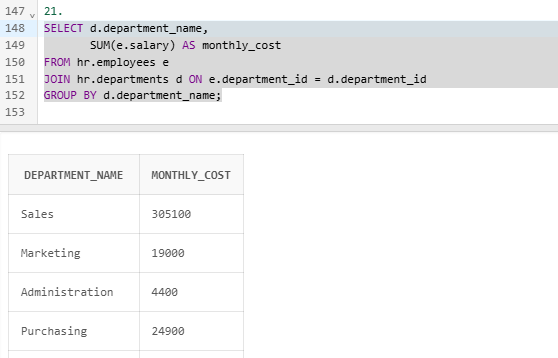 147 21.
148 SELECT d.department_name,
149 SUM(e.salary) AS monthly_cost
150 FROM hr.employees e
151 JOIN hr.departments d ON e.department_id = d.department_id
152 GROUP BY d.department_name;
153
DEPARTMENT_NAME MONTHLY_COST
Sales 305100
Marketing 19000
Administration 4400
Purchasing 24900